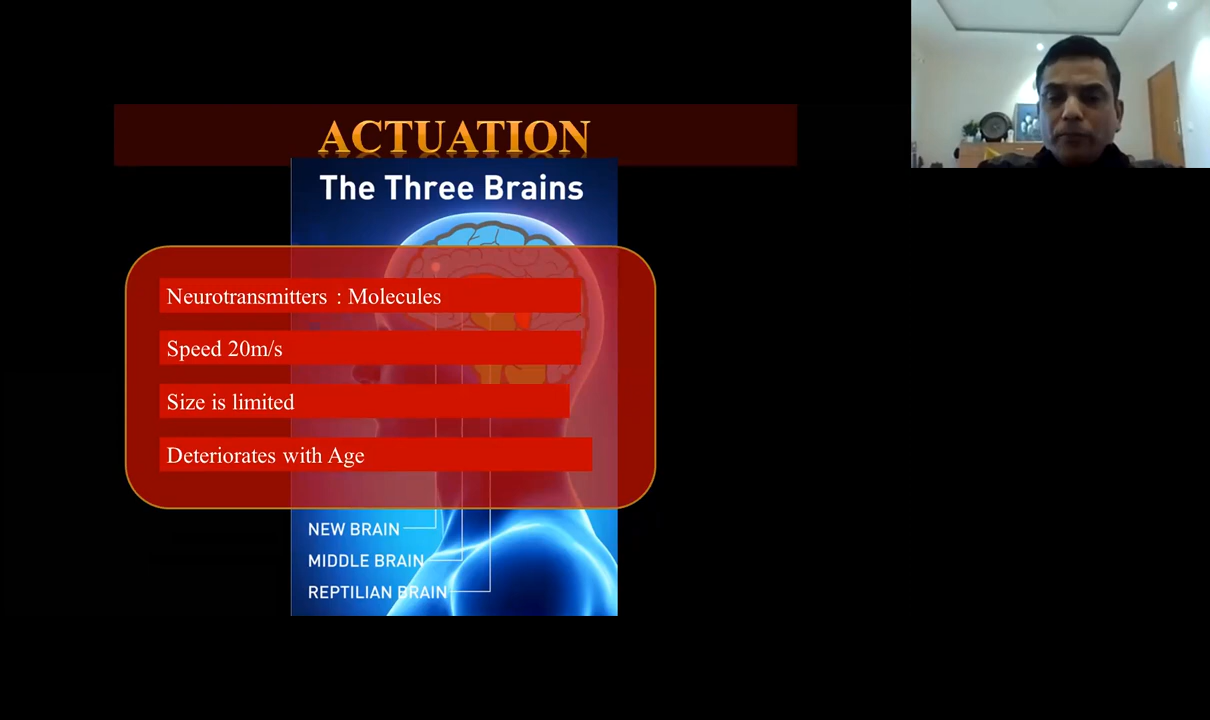 ACTUATION
The Three Brains
Neurotransmitters : Molecules
Speed 20m/s
Size is limited
Deteriorates with Age
NEW BRAIN
MIDDLE BRAIN
REPTILIAN BRAIN